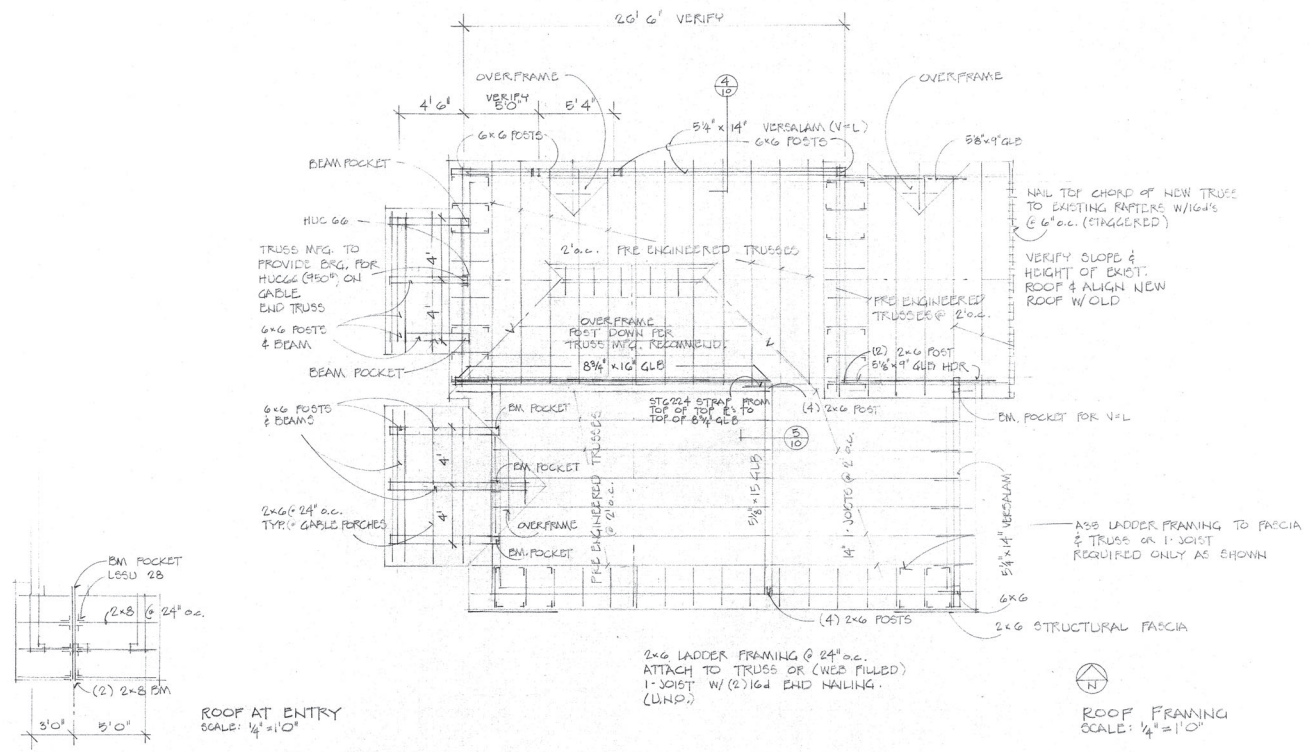 26' 6" VERIFY
OVERFRAME
4
10
OVERFRAME
4' 6"
VERIFY
5'0"
5' 4"
6x6 POSTS
5¼" x 14" VERSALAM (V=L)
6x6 POSTS
5⅛"x9" GLB
BEAM POCKET
HUC 66
NAIL TOP CHORD OF NEW TRUSS
TO EXISTING RAFTERS W/16d's
@ 6" o.c. (STAGGERED)
TRUSS MFG. TO
PROVIDE BRG. FOR
HUC66 (950#) ON
GABLE
END TRUSS
4'
4'
2' o.c. PRE ENGINEERED TRUSSES
VERIFY SLOPE &
HEIGHT OF EXIST.
ROOF & ALIGN NEW
ROOF W/ OLD
PRE ENGINEERED
TRUSSES @ 2' o.c.
6x6 POSTS
& BEAM
OVERFRAME
POST DOWN PER
TRUSS MFG. RECOMMEND.
8¾" x 16" GLB
(2) 2x6 POST
5⅛"x9" GLB HDR
BEAM POCKET
ST6224 STRAP FROM
TOP OF TOP PL'S TO
TOP OF 8¾" GLB
(4) 2x6 POST
6x6 POSTS
& BEAMS
BM POCKET
BM. POCKET FOR V=L
5
10
4'
4'
BM POCKET
PRE ENGINEERED TRUSSES
@ 2' o.c.
5⅛" x 15 GLB
14" I-JOISTS @ 2' o.c.
5¼" x 14" VERSALAM
2x6 @ 24" o.c.
TYP. @ GABLE PORCHES
OVERFRAME
BM. POCKET
A35 LADDER FRAMING TO FASCIA
& TRUSS OR I-JOIST
REQUIRED ONLY AS SHOWN
BM POCKET
LSSU 28
2x8 @ 24" o.c.
(2) 2x8 BM
3'0"
5'0"
6x6
(4) 2x6 POSTS
2x6 STRUCTURAL FASCIA
2x6 LADDER FRAMING @ 24" o.c.
ATTACH TO TRUSS OR (WEB FILLED)
I-JOIST W/ (2) 16d END NAILING.
(U.N.O.)
ROOF AT ENTRY
SCALE: ¼" = 1'0"
N
ROOF FRAMING
SCALE: ¼" = 1'0"